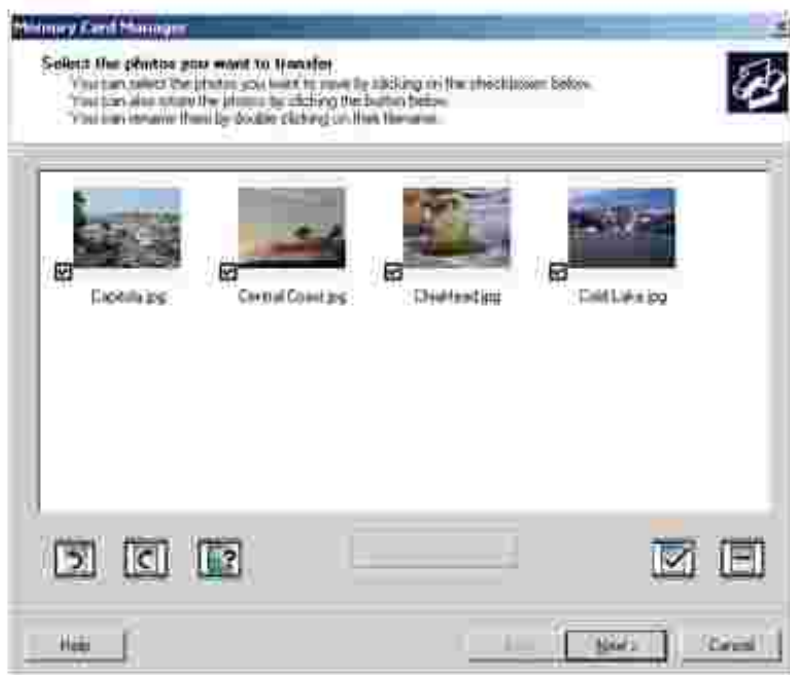 Memory Card Manager
Select the photos you want to transfer
You can select the photos you want to save by clicking on the checkboxes below.
You can also rotate the photos by clicking the button below.
You can rename them by double clicking on their filename.
Capitola.jpg
Central Coast.jpg
Cold Lake.jpg
?
Help
Next >
Cancel